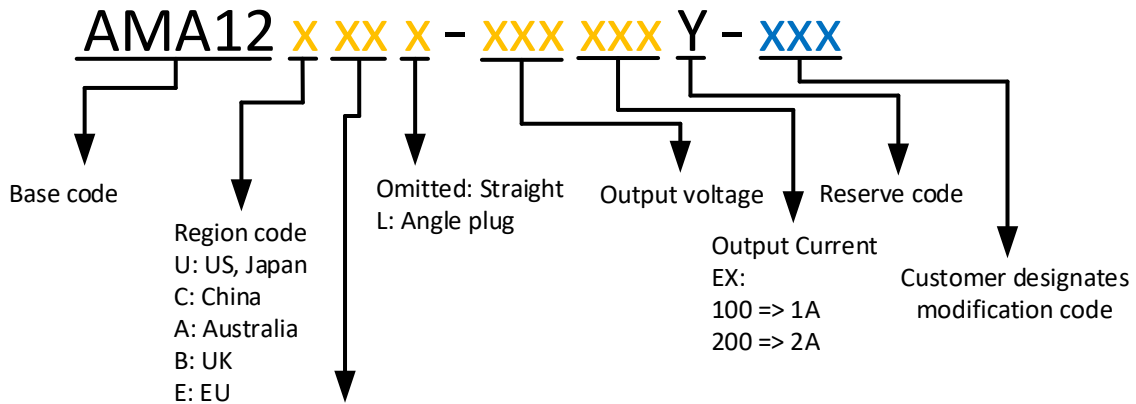 AMA12 x xx x - xxx xxx Y - xxx
Base code
Region code
U: US, Japan
C: China
A: Australia
B: UK
E: EU
Omitted: Straight
L: Angle plug
Output voltage
Output Current
EX:
100 => 1A
200 => 2A
Reserve code
Customer designates
modification code